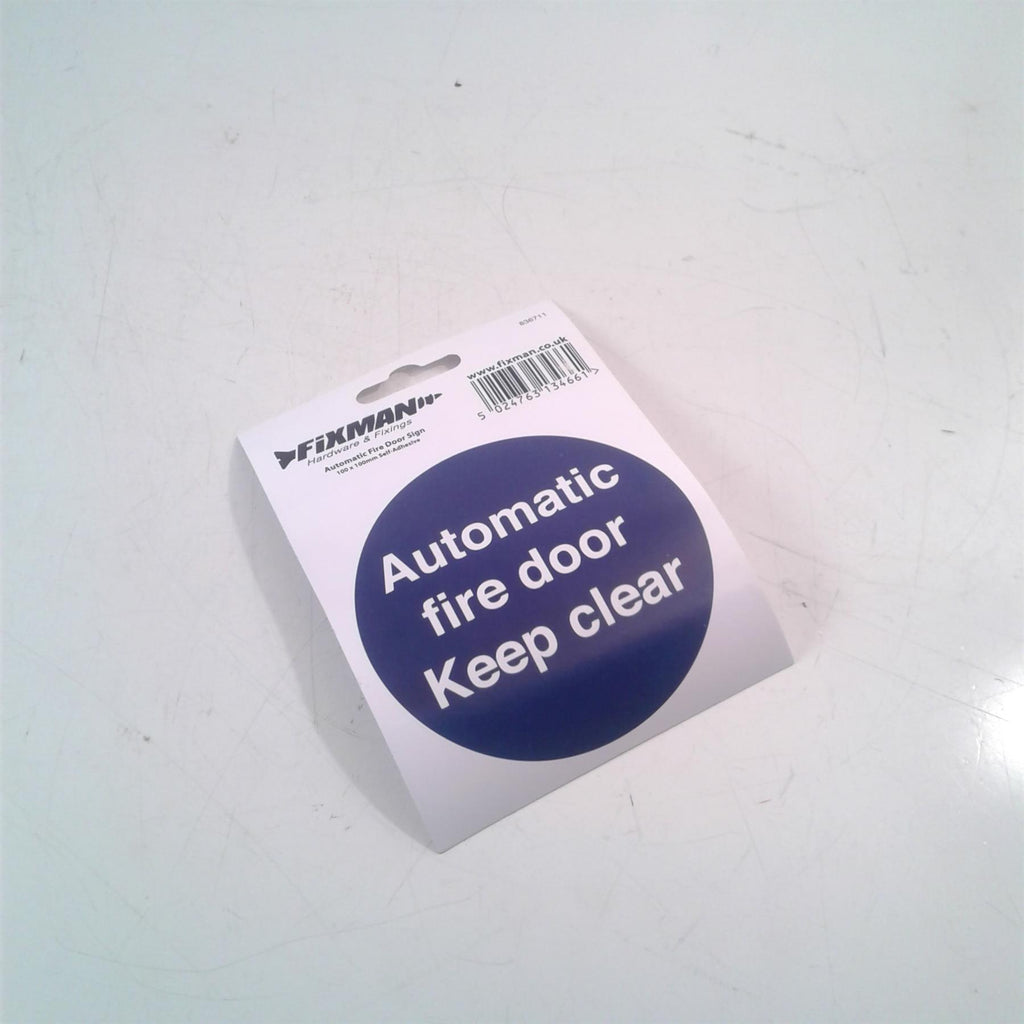 836711
www.fixman.co.uk
5 024763 134661 >
FiXMAN
Hardware & Fixings
Automatic Fire Door Sign
100 x 100mm Self-Adhesive
Automatic
fire door
Keep clear